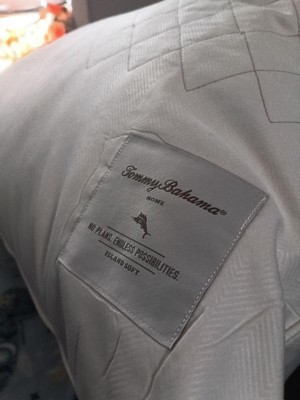 Tommy Bahama®
HOME
NO PLANS. ENDLESS POSSIBILITIES.
ISLAND SOFT